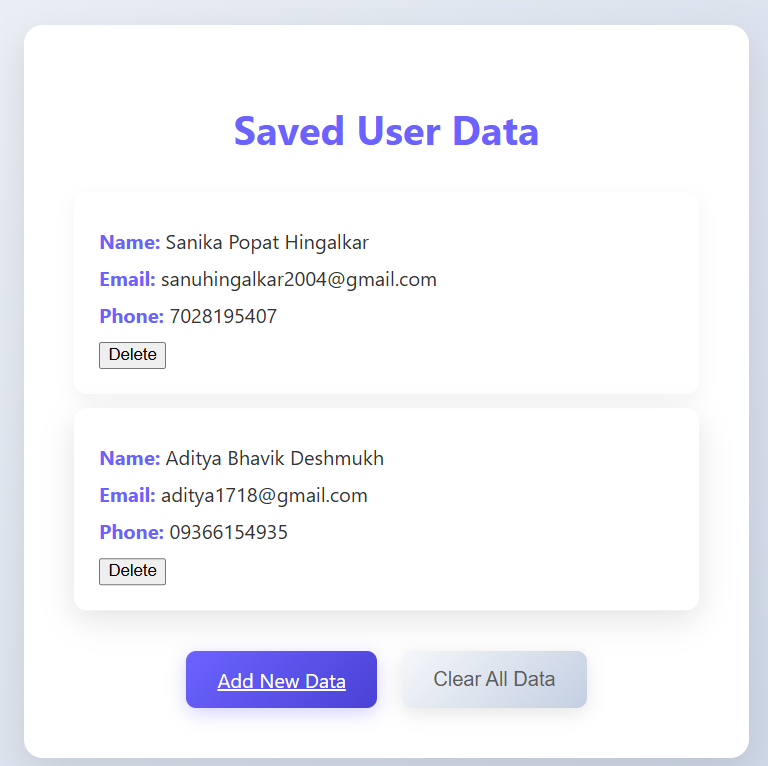 Saved User Data
Name: Sanika Popat Hingalkar
Email: sanuhingalkar2004@gmail.com
Phone: 7028195407
Delete
Name: Aditya Bhavik Deshmukh
Email: aditya1718@gmail.com
Phone: 09366154935
Delete
Add New Data
Clear All Data